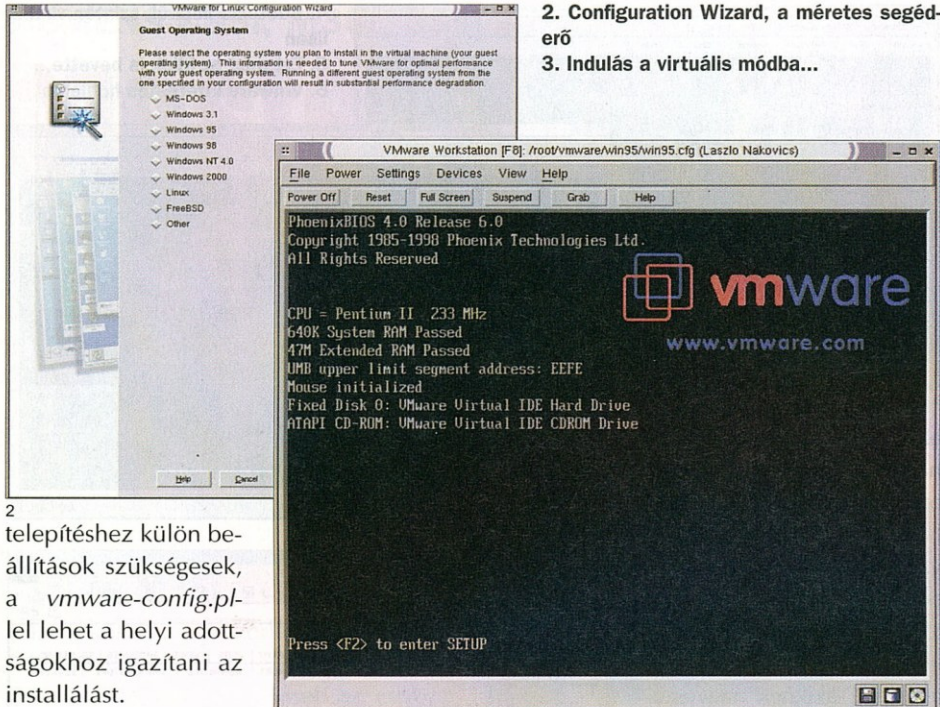 VMware for Linux Configuration Wizard
Guest Operating System
Please select the operating system you plan to install in the virtual machine (your guest
operating system). This information is needed to tune VMware for optimal performance
with your guest operating system. Running a different guest operating system from the
one specified in your configuration will result in substantial performance degradation.
MS-DOS
Windows 3.1
Windows 95
Windows 98
Windows NT 4.0
Windows 2000
Linux
FreeBSD
Other
Help Cancel
2. Configuration Wizard, a méretes segéd-
erő
3. Indulás a virtuális módba...
VMware Workstation [F8]: /root/vmware/win95/win95.cfg (Laszlo Nakovics)
File Power Settings Devices View Help
Power Off Reset Full Screen Suspend Grab Help
PhoenixBIOS 4.0 Release 6.0
Copyright 1985-1998 Phoenix Technologies Ltd.
All Rights Reserved
vmware
www.vmware.com
CPU = Pentium II 233 MHz
640K System RAM Passed
47M Extended RAM Passed
UMB upper limit segment address: EEFE
Mouse initialized
Fixed Disk 0: VMware Virtual IDE Hard Drive
ATAPI CD-ROM: VMware Virtual IDE CDROM Drive
Press <F2> to enter SETUP
2
telepítéshez külön be-
állítások szükségesek,
a vmware-config.pl-
lel lehet a helyi adott-
ságokhoz igazítani az
installálást.